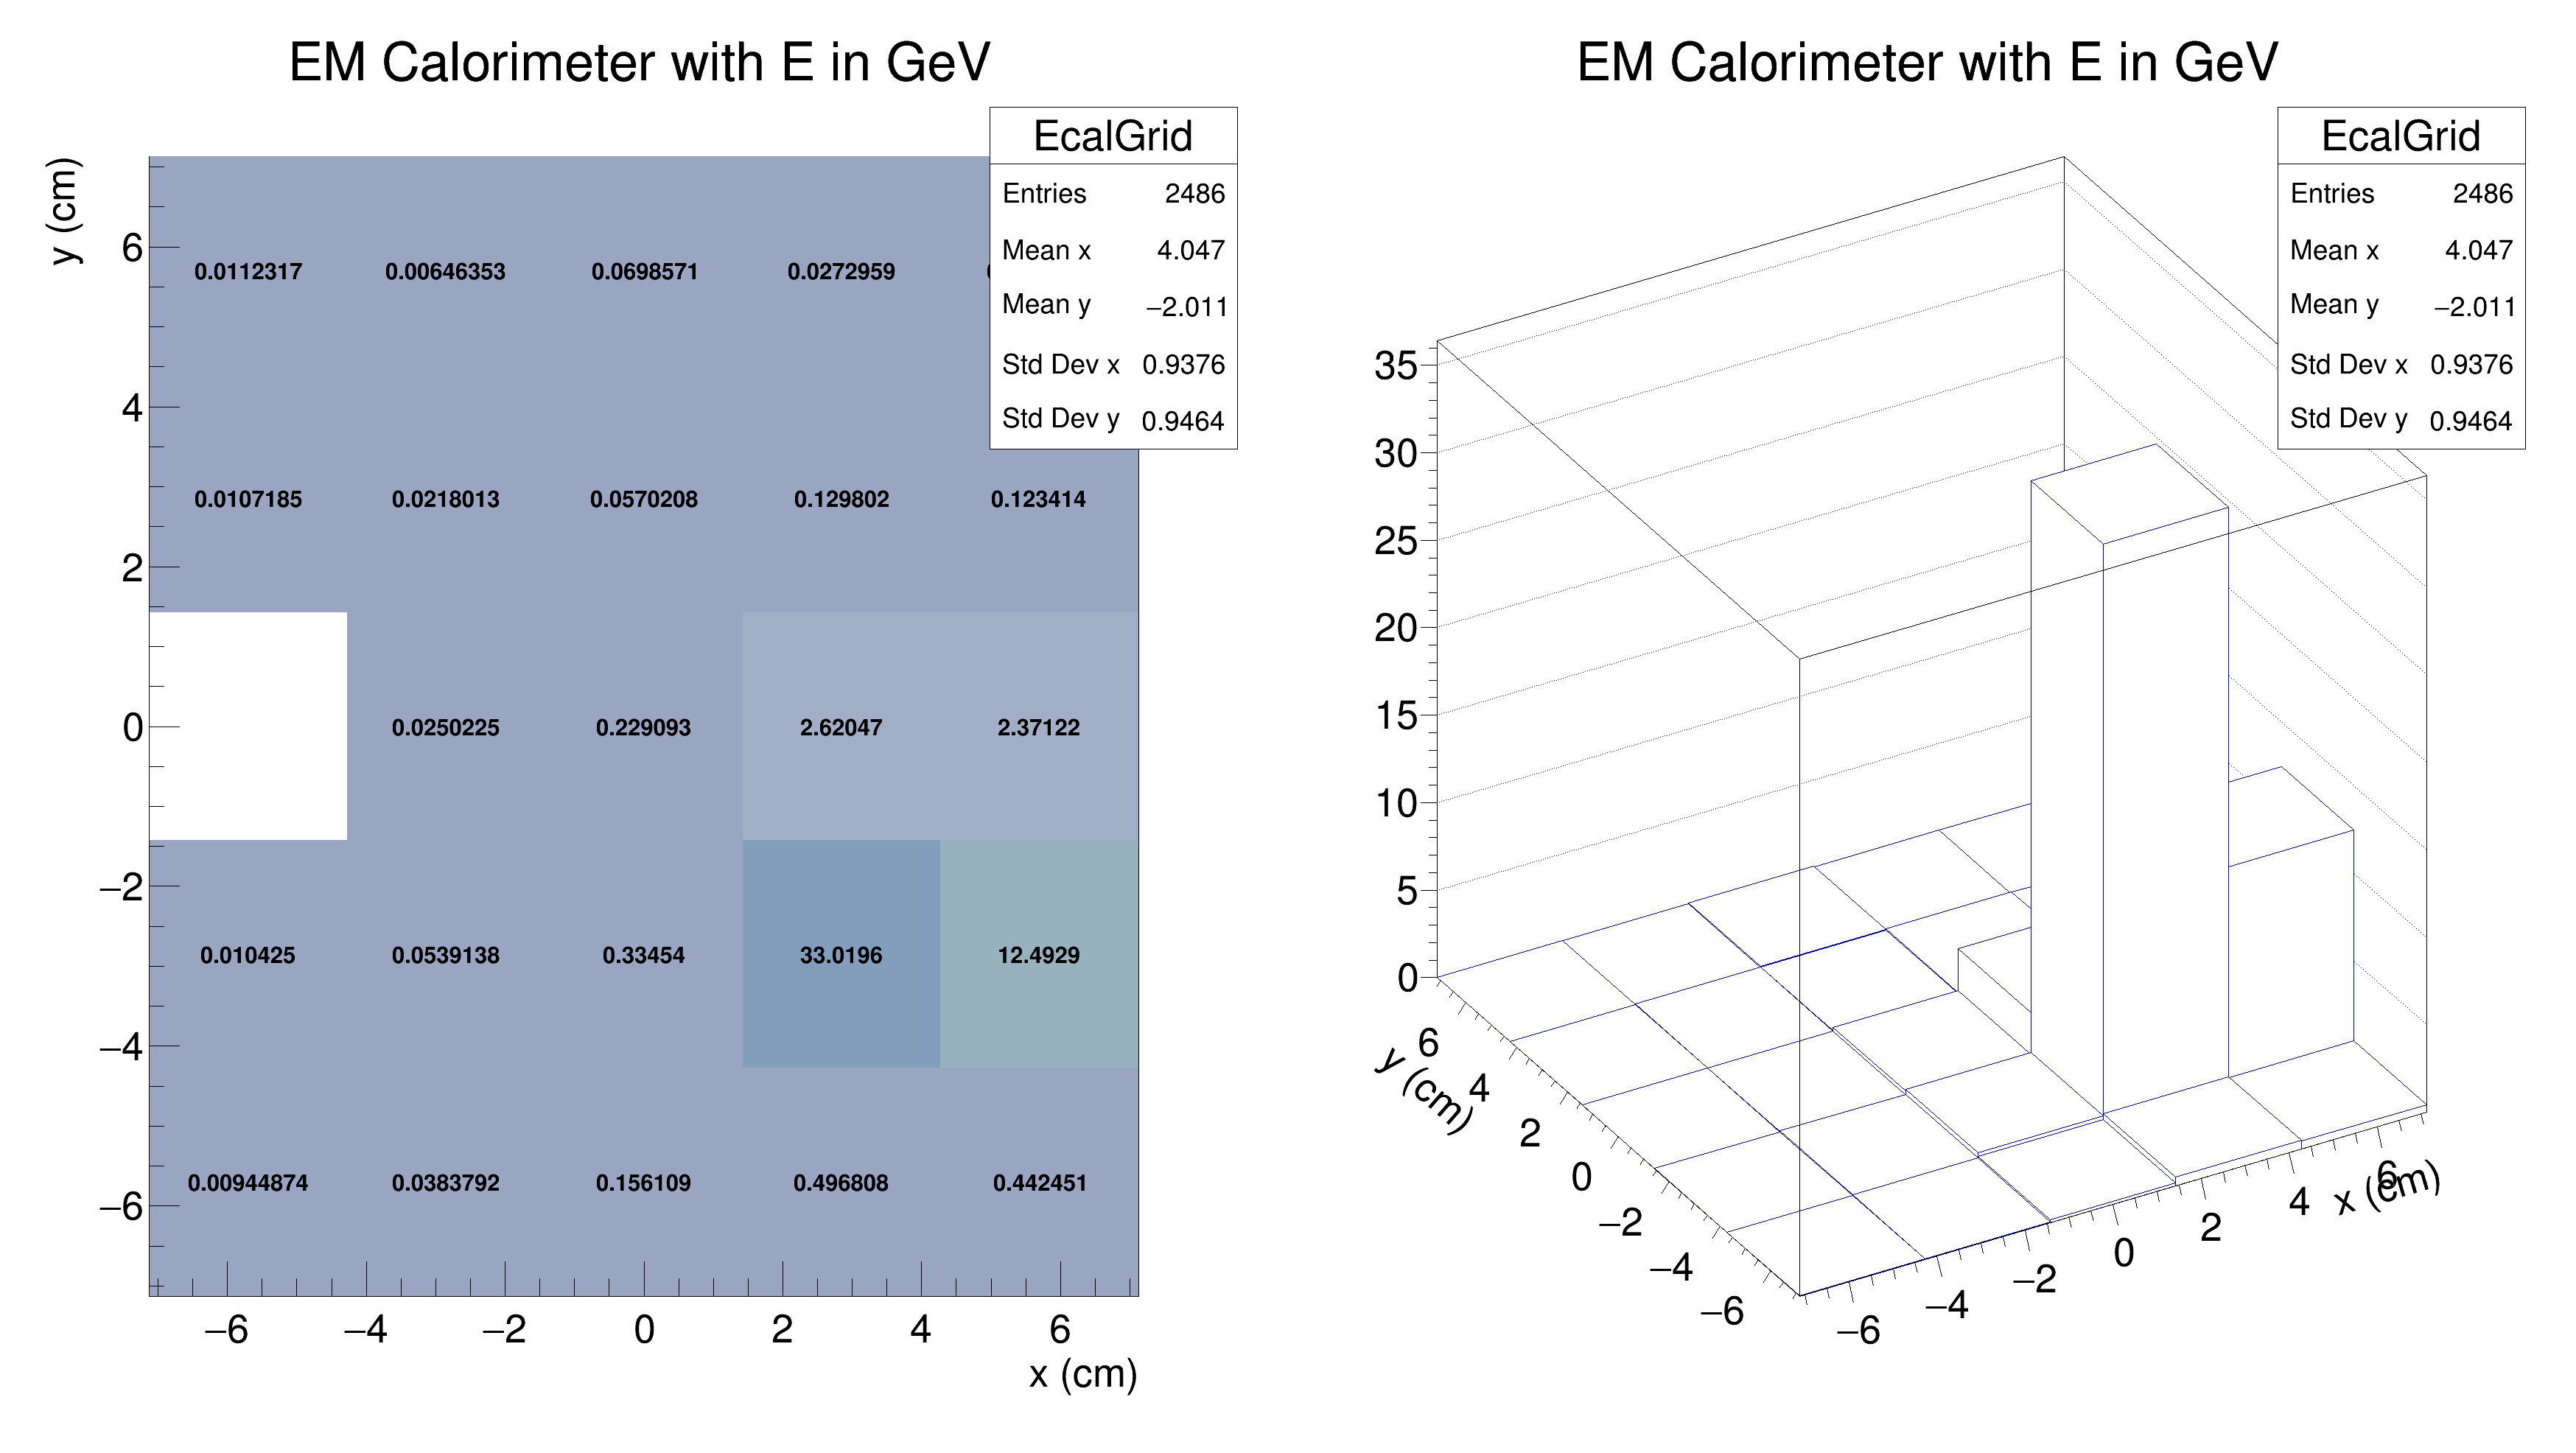 EM Calorimeter with E in GeV
EcalGrid
Entries 2486
Mean x 4.047
Mean y −2.011
Std Dev x 0.9376
Std Dev y 0.9464
y (cm)
6
4
2
0
−2
−4
−6
0.0112317 0.00646353 0.0698571 0.0272959
0.0107185 0.0218013 0.0570208 0.129802 0.123414
0.0250225 0.229093 2.62047 2.37122
0.010425 0.0539138 0.33454 33.0196 12.4929
0.00944874 0.0383792 0.156109 0.496808 0.442451
−6 −4 −2 0 2 4 6
x (cm)
EM Calorimeter with E in GeV
EcalGrid
Entries 2486
Mean x 4.047
Mean y −2.011
Std Dev x 0.9376
Std Dev y 0.9464
35
30
25
20
15
10
5
0
6
4
2
0
−2
−4
−6
y (cm)
−6
−4
−2
0
2
4
6
x (cm)